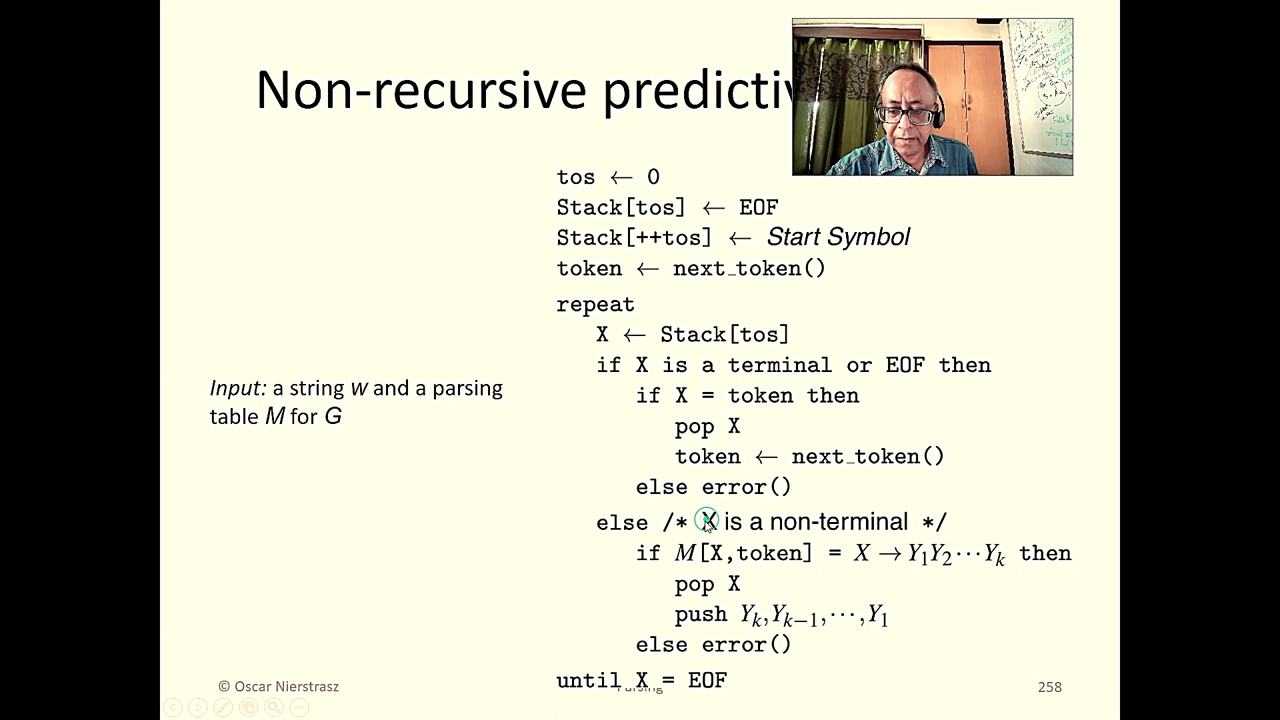 Non-recursive
tos ← 0
Stack[tos] ← EOF
Stack[++tos] ← Start Symbol
token ← next_token()
repeat
X ← Stack[tos]
if X is a terminal or EOF then
if X = token then
pop X
token ← next_token()
else error()
Input: a string w and a parsing
table M for G
else /* X is a non-terminal */
if M[X,token] = X → Y₁Y₂⋯Yₖ then
pop X
push Yₖ,Yₖ₋₁,⋯,Y₁
else error()
until X = EOF
© Oscar Nierstrasz
Parsing
258